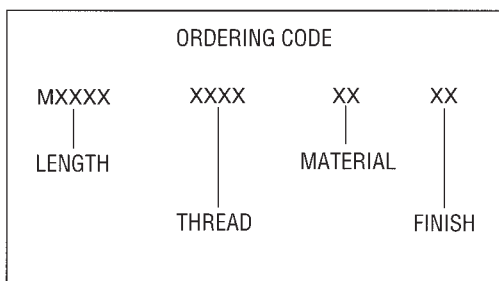 ORDERING CODE
MXXXX XXXX XX XX
LENGTH
MATERIAL
THREAD
FINISH